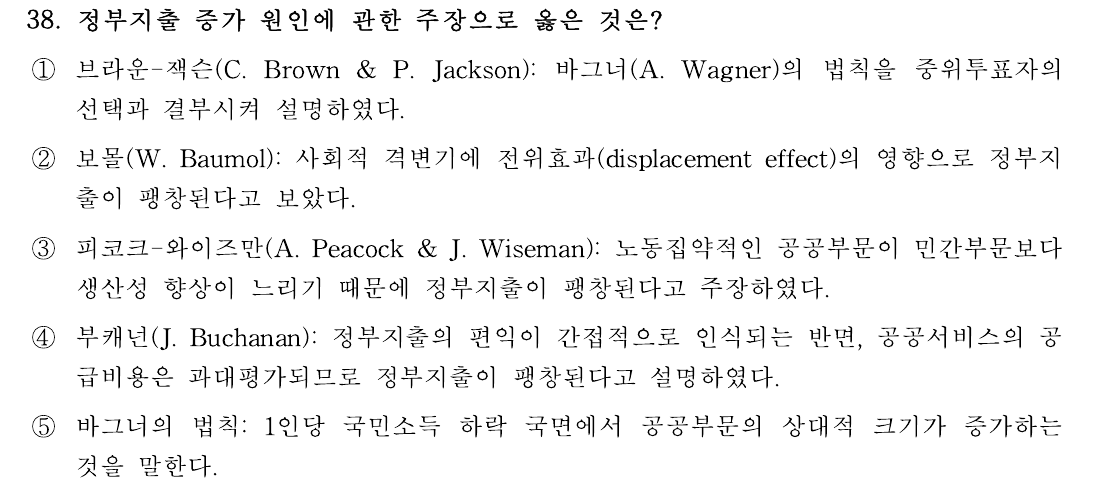 38. 정부지출 증가 원인에 관한 주장으로 옳은 것은?
① 브라운-잭슨(C. Brown & P. Jackson): 바그너(A. Wagner)의 법칙을 중위투표자의
선택과 결부시켜 설명하였다.
② 보몰(W. Baumol): 사회적 격변기에 전위효과(displacement effect)의 영향으로 정부지
출이 팽창된다고 보았다.
③ 피코크-와이즈만(A. Peacock & J. Wiseman): 노동집약적인 공공부문이 민간부문보다
생산성 향상이 느리기 때문에 정부지출이 팽창된다고 주장하였다.
④ 부캐넌(J. Buchanan): 정부지출의 편익이 간접적으로 인식되는 반면, 공공서비스의 공
급비용은 과대평가되므로 정부지출이 팽창된다고 설명하였다.
⑤ 바그너의 법칙: 1인당 국민소득 하락 국면에서 공공부문의 상대적 크기가 증가하는
것을 말한다.